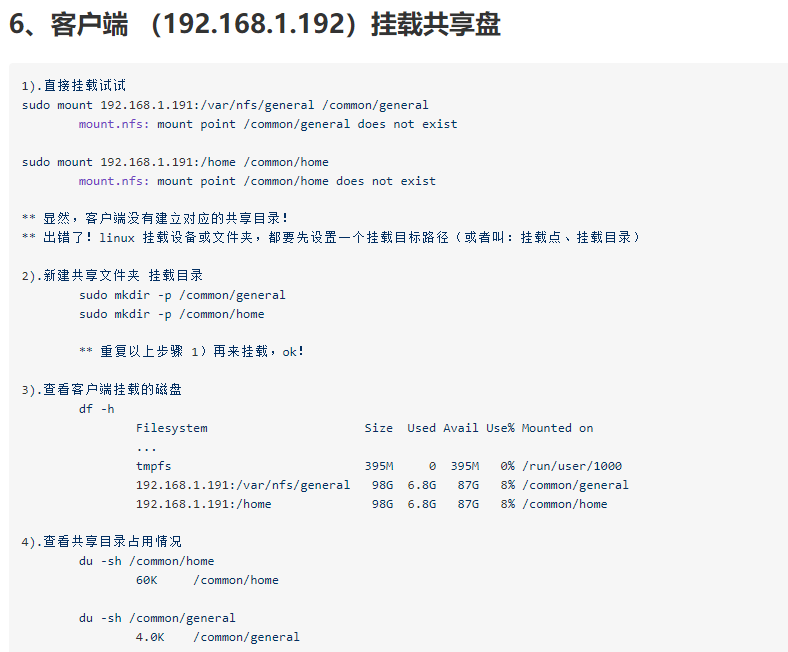 6、客户端 （192.168.1.192）挂载共享盘
1).直接挂载试试
sudo mount 192.168.1.191:/var/nfs/general /common/general
mount.nfs: mount point /common/general does not exist
sudo mount 192.168.1.191:/home /common/home
mount.nfs: mount point /common/home does not exist
** 显然，客户端没有建立对应的共享目录！
** 出错了！linux 挂载设备或文件夹，都要先设置一个挂载目标路径（或者叫：挂载点、挂载目录）
2).新建共享文件夹 挂载目录
sudo mkdir -p /common/general
sudo mkdir -p /common/home
** 重复以上步骤 1）再来挂载，ok！
3).查看客户端挂载的磁盘
df -h
Filesystem                      Size  Used Avail Use% Mounted on
...
tmpfs                           395M     0  395M   0% /run/user/1000
192.168.1.191:/var/nfs/general   98G  6.8G   87G   8% /common/general
192.168.1.191:/home              98G  6.8G   87G   8% /common/home
4).查看共享目录占用情况
du -sh /common/home
60K     /common/home
du -sh /common/general
4.0K    /common/general